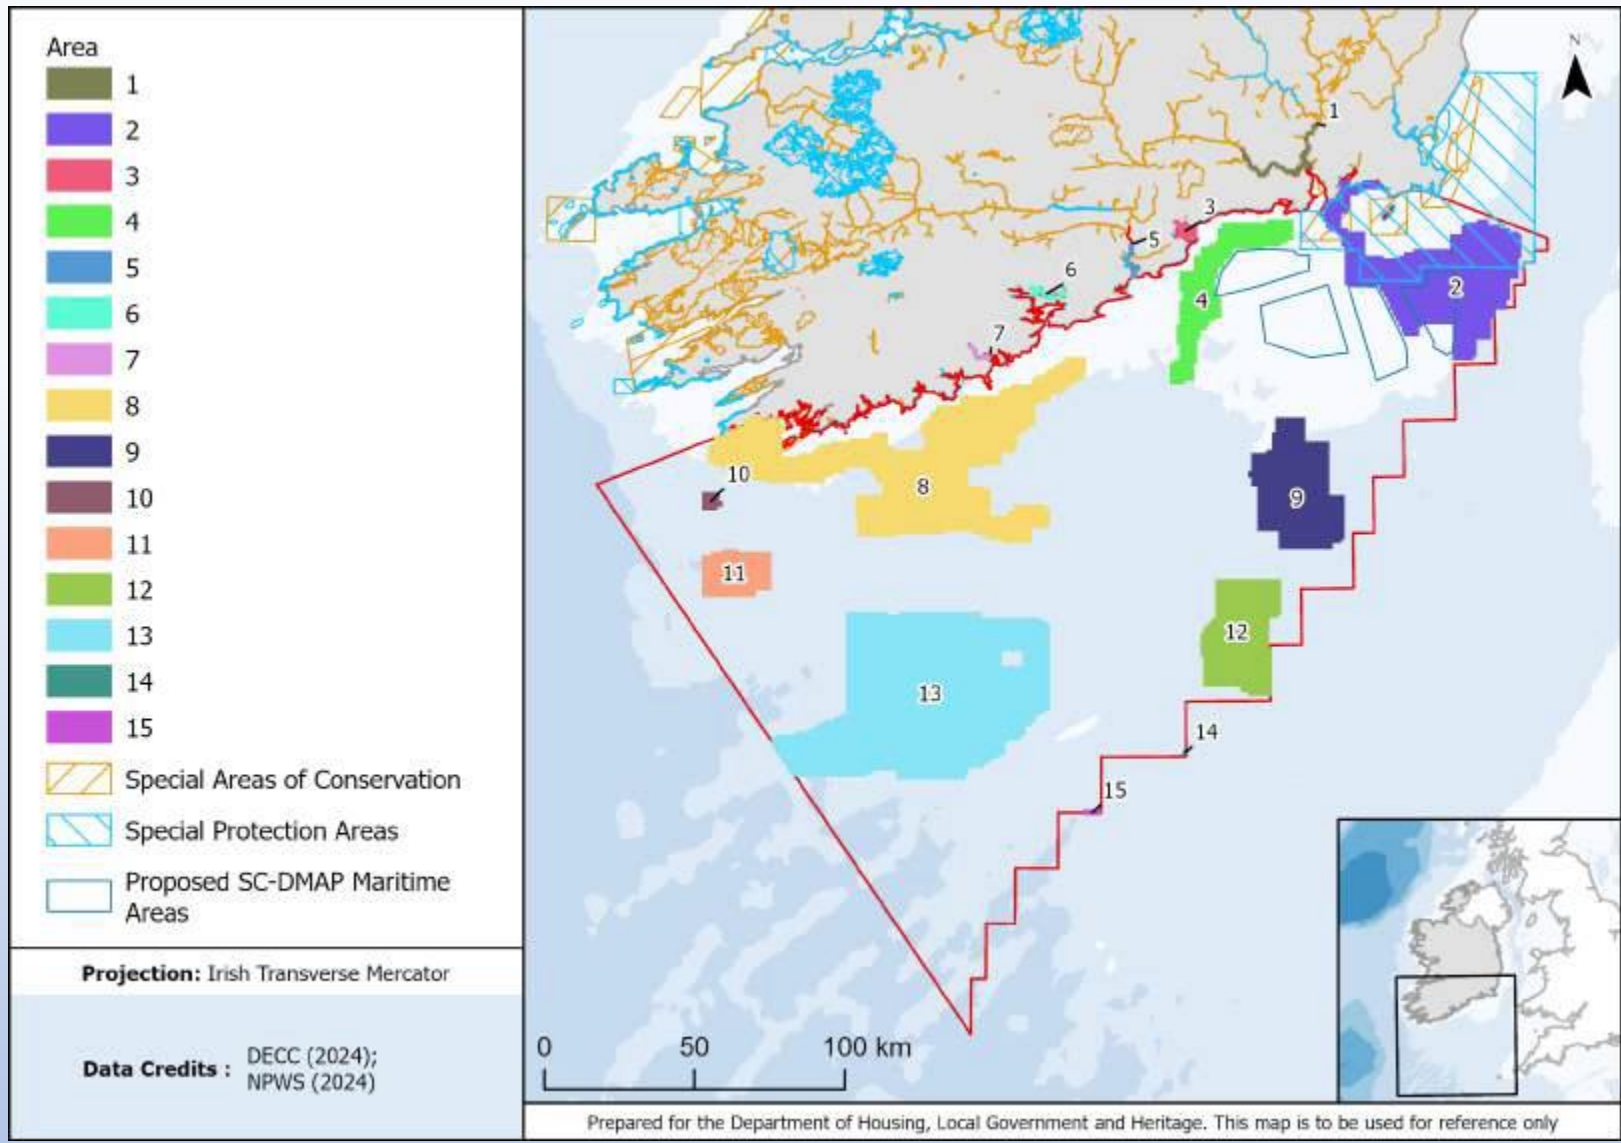 Area
1
2
3
4
5
6
7
8
9
10
11
12
13
14
15
Special Areas of Conservation
Special Protection Areas
Proposed SC-DMAP Maritime
Areas
Projection: Irish Transverse Mercator
Data Credits :
DECC (2024);
NPWS (2024)
N
1
3
5
2
6
4
7
10
8
9
11
12
13
14
15
0 50 100 km
Prepared for the Department of Housing, Local Government and Heritage. This map is to be used for reference only